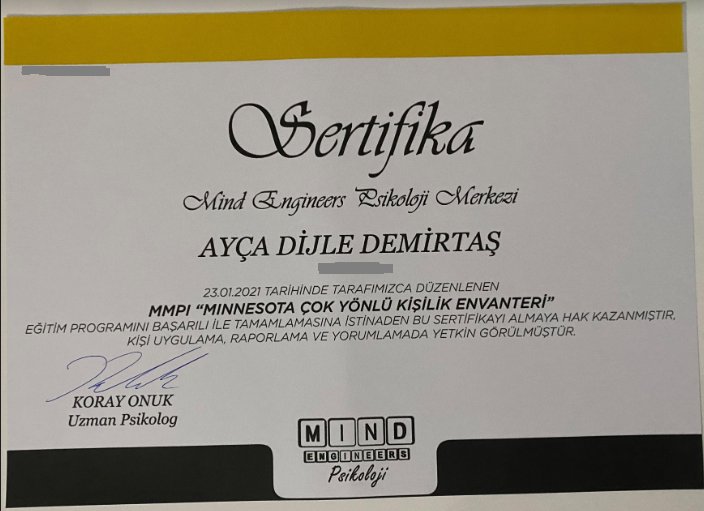 Sertifika
Mind Engineers Psikoloji Merkezi
AYÇA DİJLE DEMİRTAŞ
23.01.2021 TARİHİNDE TARAFIMIZCA DÜZENLENEN
MMPI “MINNESOTA ÇOK YÖNLÜ KİŞİLİK ENVANTERİ”
EĞİTİM PROGRAMINI BAŞARILI İLE TAMAMLAMASINA İSTİNADEN BU SERTİFİKAYI ALMAYA HAK KAZANMIŞTIR.
KİŞİ UYGULAMA, RAPORLAMA VE YORUMLAMADA YETKİN GÖRÜLMÜŞTÜR.
KORAY ONUK
Uzman Psikolog
MIND
ENGINEERS
Psikoloji